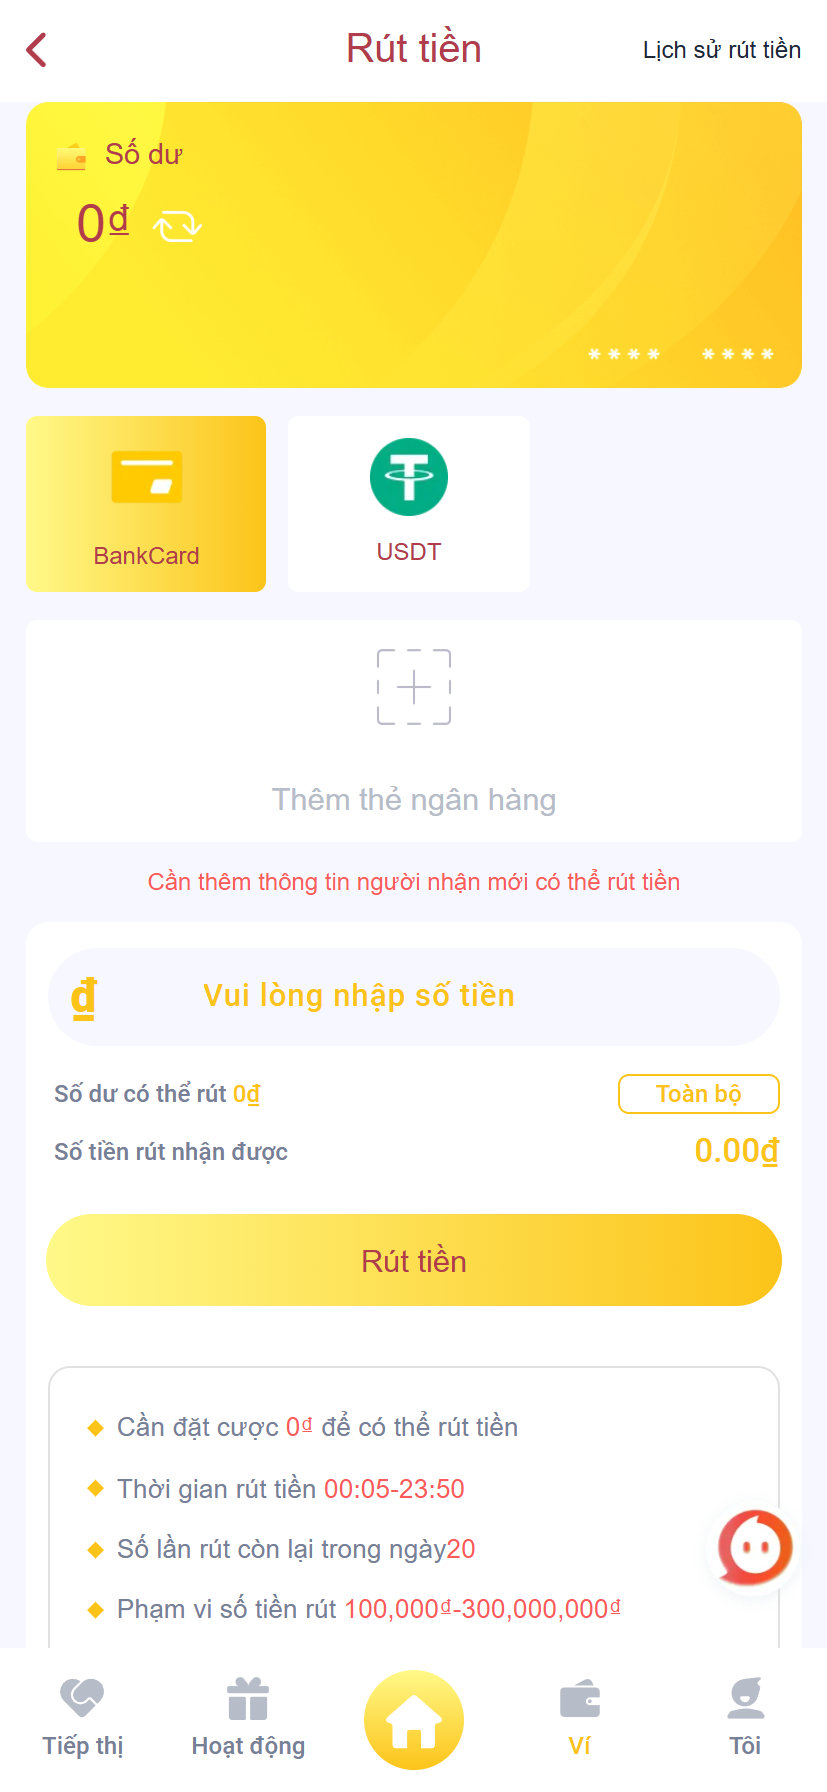 Rút tiền
Lịch sử rút tiền
Số dư
0₫
**** ****
BankCard
USDT
Thêm thẻ ngân hàng
Cần thêm thông tin người nhận mới có thể rút tiền
₫ Vui lòng nhập số tiền
Số dư có thể rút 0₫
Toàn bộ
Số tiền rút nhận được
0.00₫
Rút tiền
Cần đặt cược 0₫ để có thể rút tiền
Thời gian rút tiền 00:05-23:50
Số lần rút còn lại trong ngày20
Phạm vi số tiền rút 100,000₫-300,000,000₫
Tiếp thị
Hoạt động
Ví
Tôi